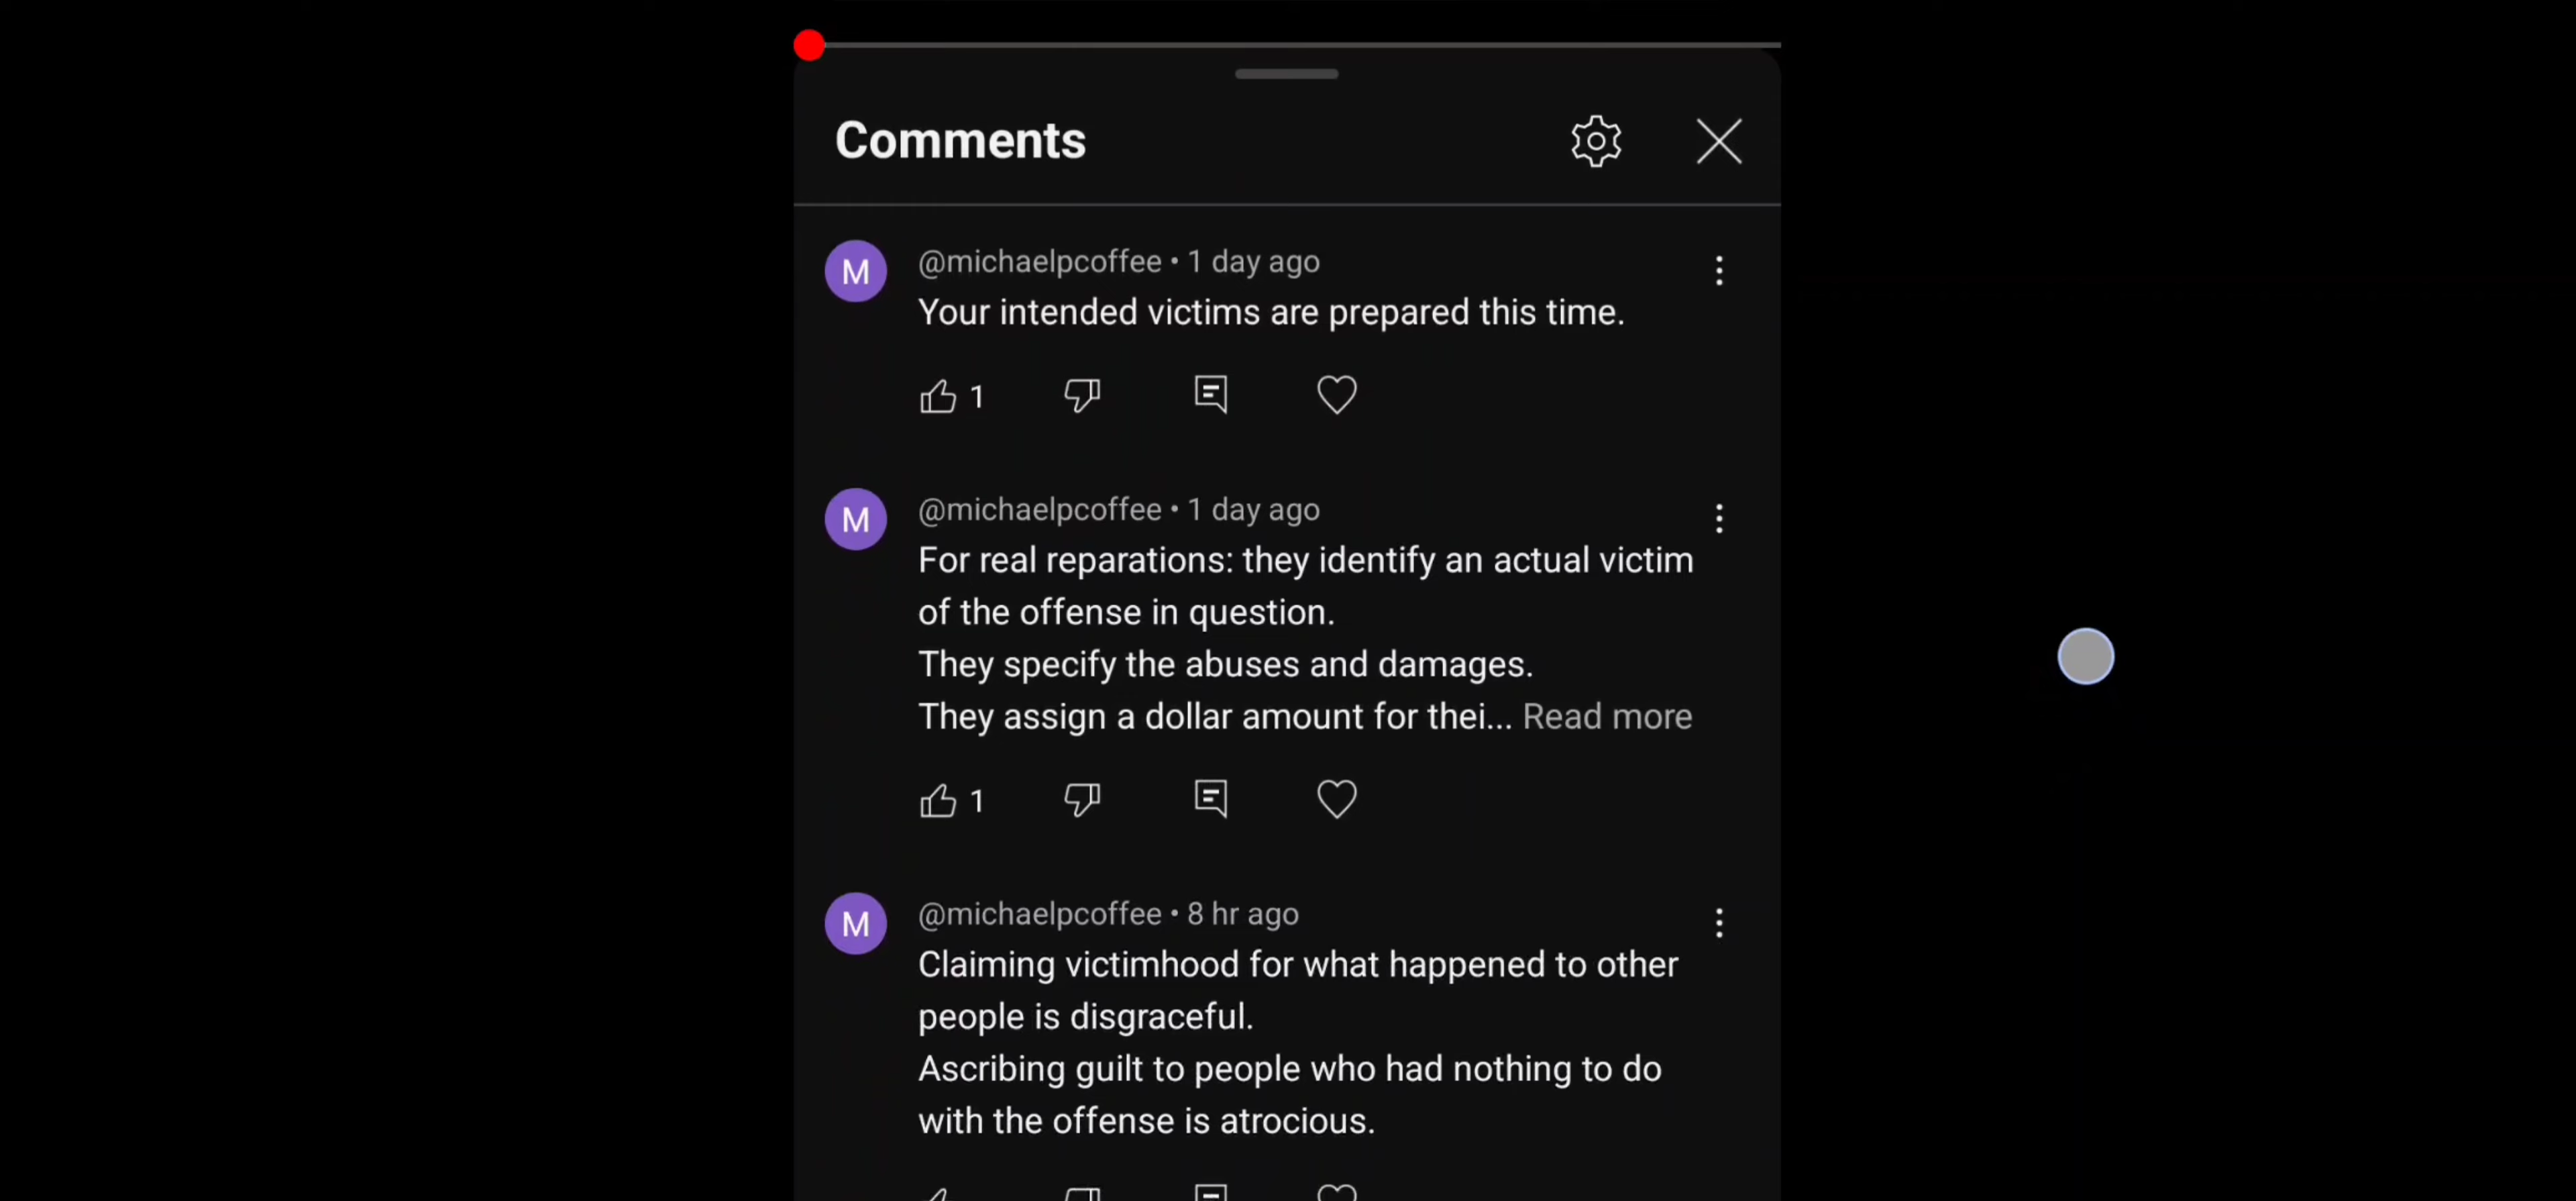 Comments
@michaelpcoffee • 1 day ago
Your intended victims are prepared this time.
1
M
@michaelpcoffee • 1 day ago
For real reparations: they identify an actual victim
of the offense in question.
They specify the abuses and damages.
They assign a dollar amount for thei... Read more
1
M
@michaelpcoffee • 8 hr ago
Claiming victimhood for what happened to other
people is disgraceful.
Ascribing guilt to people who had nothing to do
with the offense is atrocious.
M